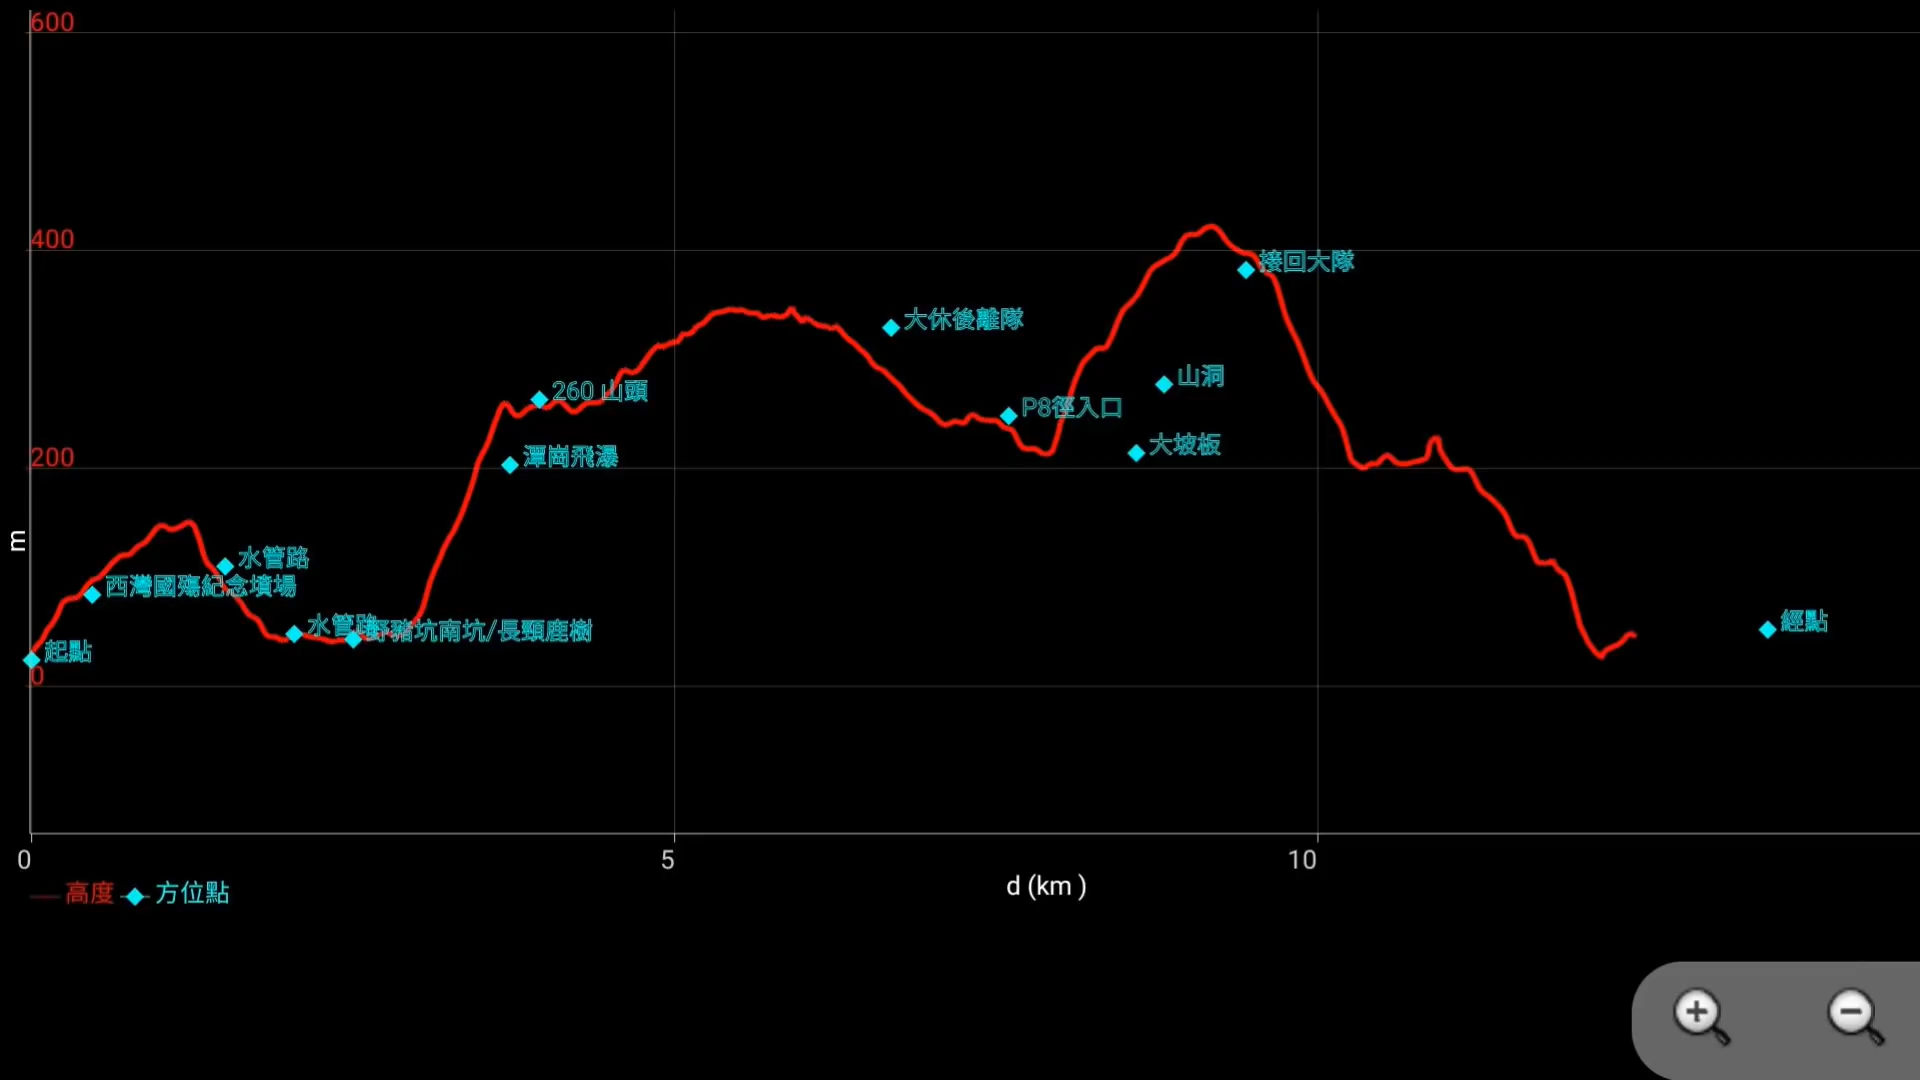 600
400
接回大隊
大休後離隊
山洞
260 山頭
P8徑入口
大坡板
潭崗飛瀑
200
m
水管路
西灣國殤紀念墳場
水管路
野豬坑南坑/長頸鹿樹
經點
起點
0
0
5
10
d (km )
高度
方位點